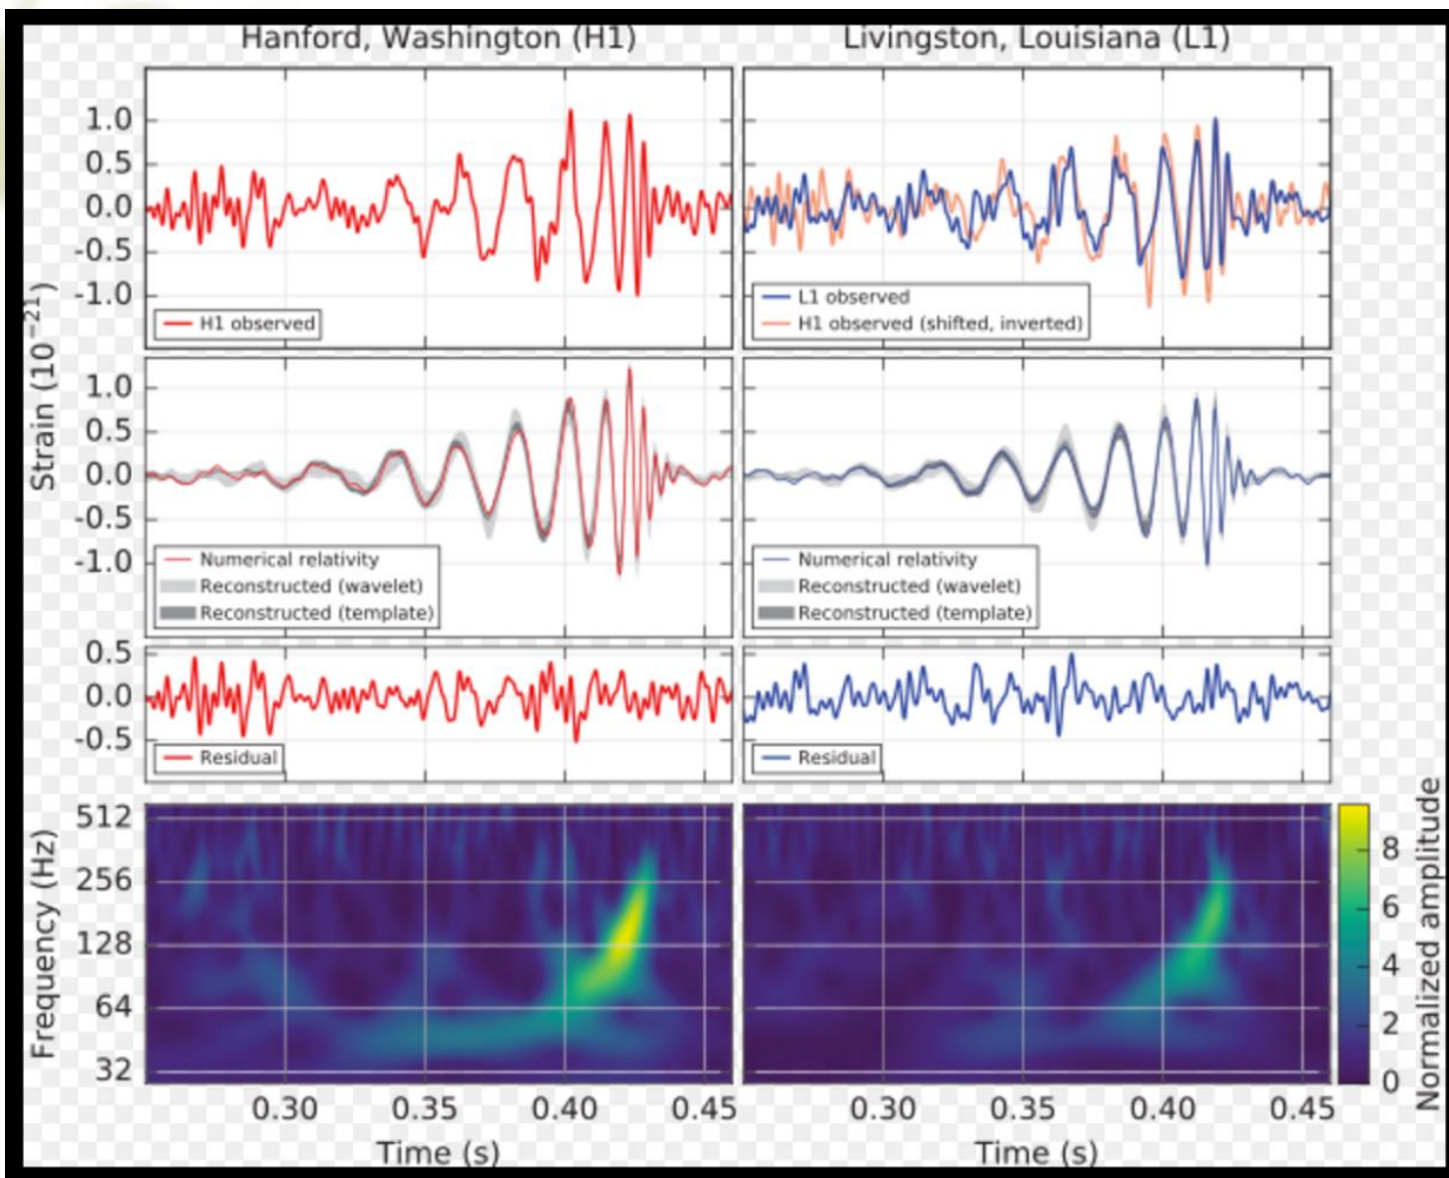 Hanford, Washington (H1)
Livingston, Louisiana (L1)
Strain (10⁻²¹)
1.0
0.5
0.0
-0.5
-1.0
H1 observed
L1 observed
H1 observed (shifted, inverted)
1.0
0.5
0.0
-0.5
-1.0
Numerical relativity
Reconstructed (wavelet)
Reconstructed (template)
Numerical relativity
Reconstructed (wavelet)
Reconstructed (template)
0.5
0.0
-0.5
Residual
Residual
Frequency (Hz)
512
256
128
64
32
Normalized amplitude
8
6
4
2
0
0.30 0.35 0.40 0.45
0.30 0.35 0.40 0.45
Time (s)
Time (s)